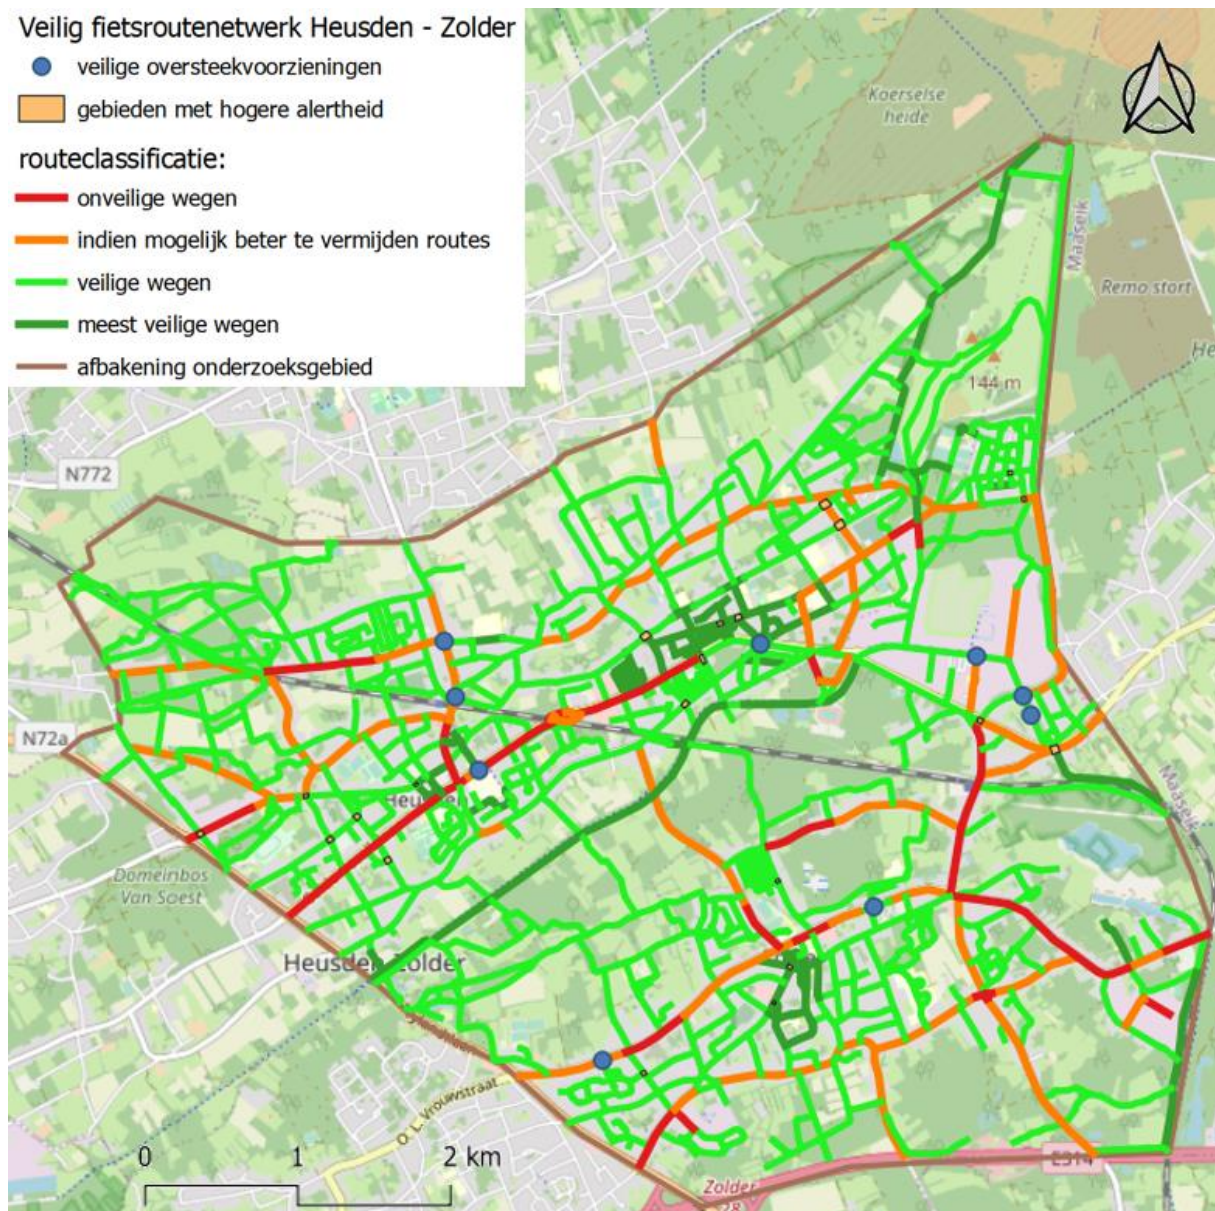 Veilig fietsroutenetwerk Heusden - Zolder
veilige oversteekvoorzieningen
gebieden met hogere alertheid
routeclassificatie:
onveilige wegen
indien mogelijk beter te vermijden routes
veilige wegen
meest veilige wegen
afbakening onderzoeksgebied
Koerselse
heide
Maaseik
Remo stort
He
144 m
N772
N72a
Maaseik
Domeinbos
Van Soest
Heusden-Zolder
O. L. Vrouwstraat
0 1 2 km
E314
Zolder
28